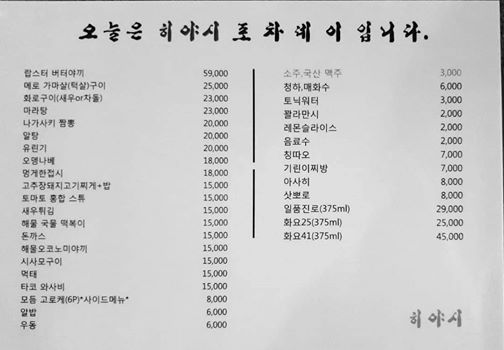 오늘은 히야시 포차데이 입니다.
랍스터 버터야끼 59,000
메로 가마살(턱살)구이 25,000
화로구이(새우or차돌) 23,000
마라탕 23,000
나가사키 짬뽕 20,000
알탕 20,000
유린기 20,000
오뎅나베 18,000
멍게한접시 18,000
고추장돼지고기찌개+밥 15,000
토마토 홍합 스튜 15,000
새우튀김 15,000
해물 국물 떡볶이 15,000
돈까스 15,000
해물오코노미야끼 15,000
시사모구이 15,000
먹태 15,000
타코 와사비 15,000
모듬 고로케(6P)*사이드메뉴* 8,000
알밥 6,000
우동 6,000
소주,국산 맥주 3,000
청하,매화수 6,000
토닉워터 3,000
깔라만시 2,000
레몬슬라이스 2,000
음료수 2,000
칭따오 7,000
기린이찌방 7,000
아사히 8,000
삿뽀로 8,000
일품진로(375ml) 29,000
화요25(375ml) 25,000
화요41(375ml) 45,000
히야시